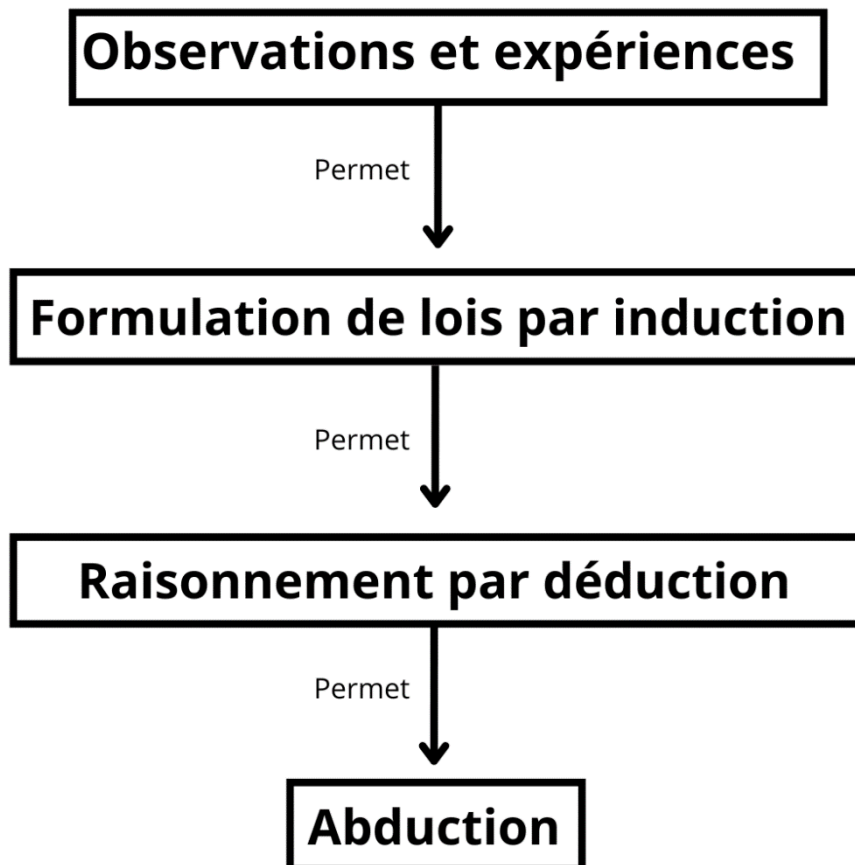 Observations et expériences
Permet
Formulation de lois par induction
Permet
Raisonnement par déduction
Permet
Abduction